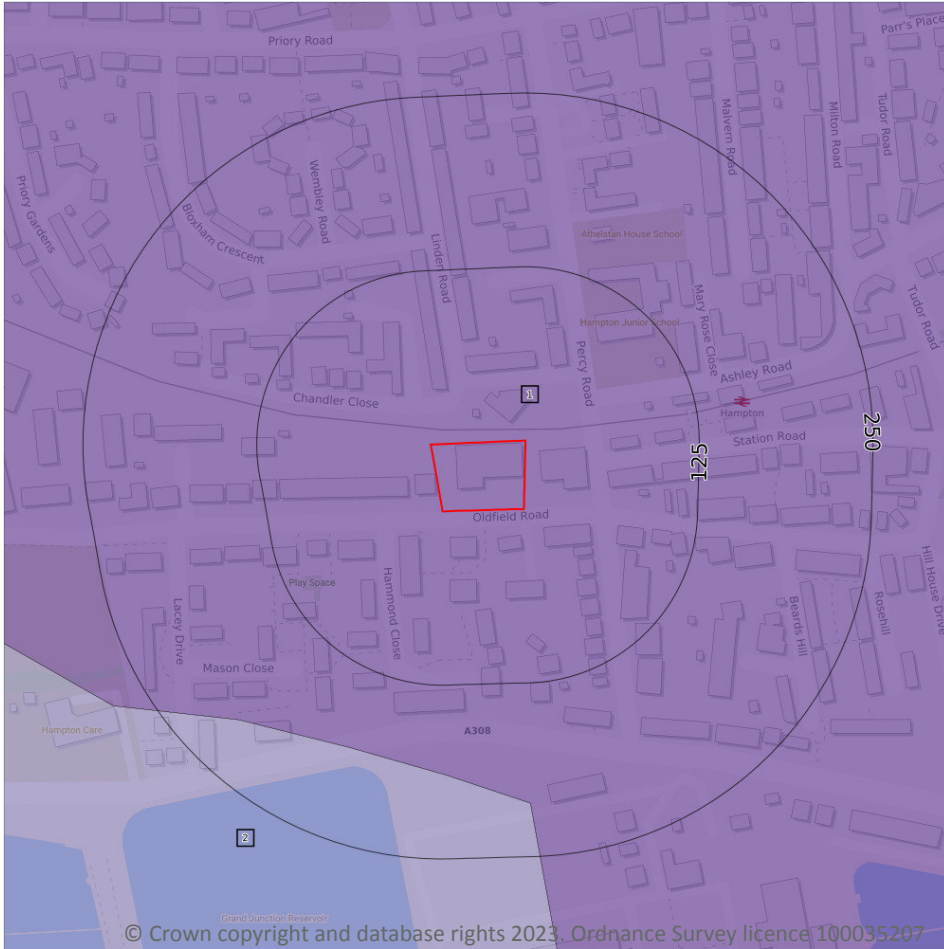 Priory Road
Parr's Place
Malvern Road
Milton Road
Tudor Road
Priory Gardens
Wembley Road
Bloxham Crescent
Linden Road
Athelstan House School
Hampton Junior School
Mary Rose Close
Tudor Road
Percy Road
Ashley Road
1
Chandler Close
Hampton
Station Road
250
125
Oldfield Road
Play Space
Hammond Close
Lacey Drive
Beards Hill
Rosehill
Hill House Drive
Mason Close
Hampton Care
A308
2
Grand Junction Reservoir
© Crown copyright and database rights 2023. Ordnance Survey licence 100035207